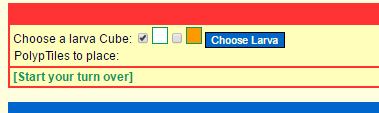 Choose a larva Cube: Choose Larva
PolypTiles to place:
[Start your turn over]